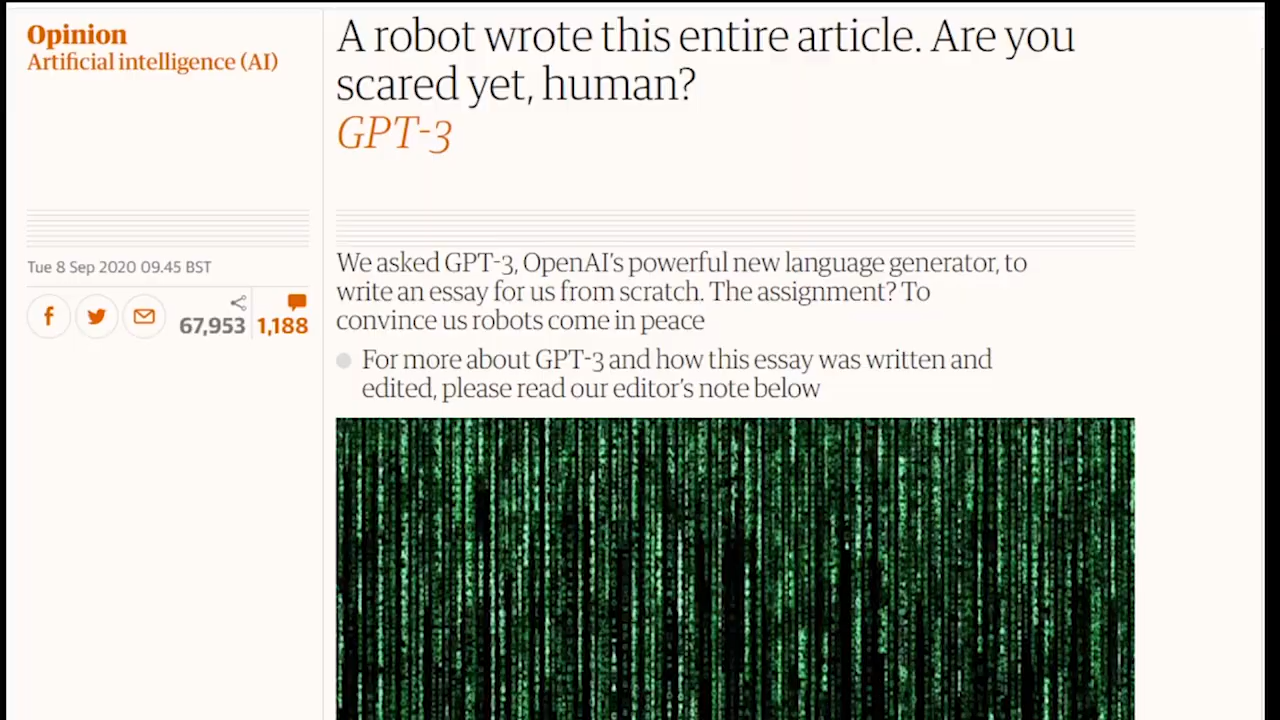 Opinion
Artificial intelligence (AI)
A robot wrote this entire article. Are you
scared yet, human?
GPT-3
Tue 8 Sep 2020 09.45 BST
67,953
1,188
We asked GPT-3, OpenAI's powerful new language generator, to
write an essay for us from scratch. The assignment? To
convince us robots come in peace
For more about GPT-3 and how this essay was written and
edited, please read our editor's note below